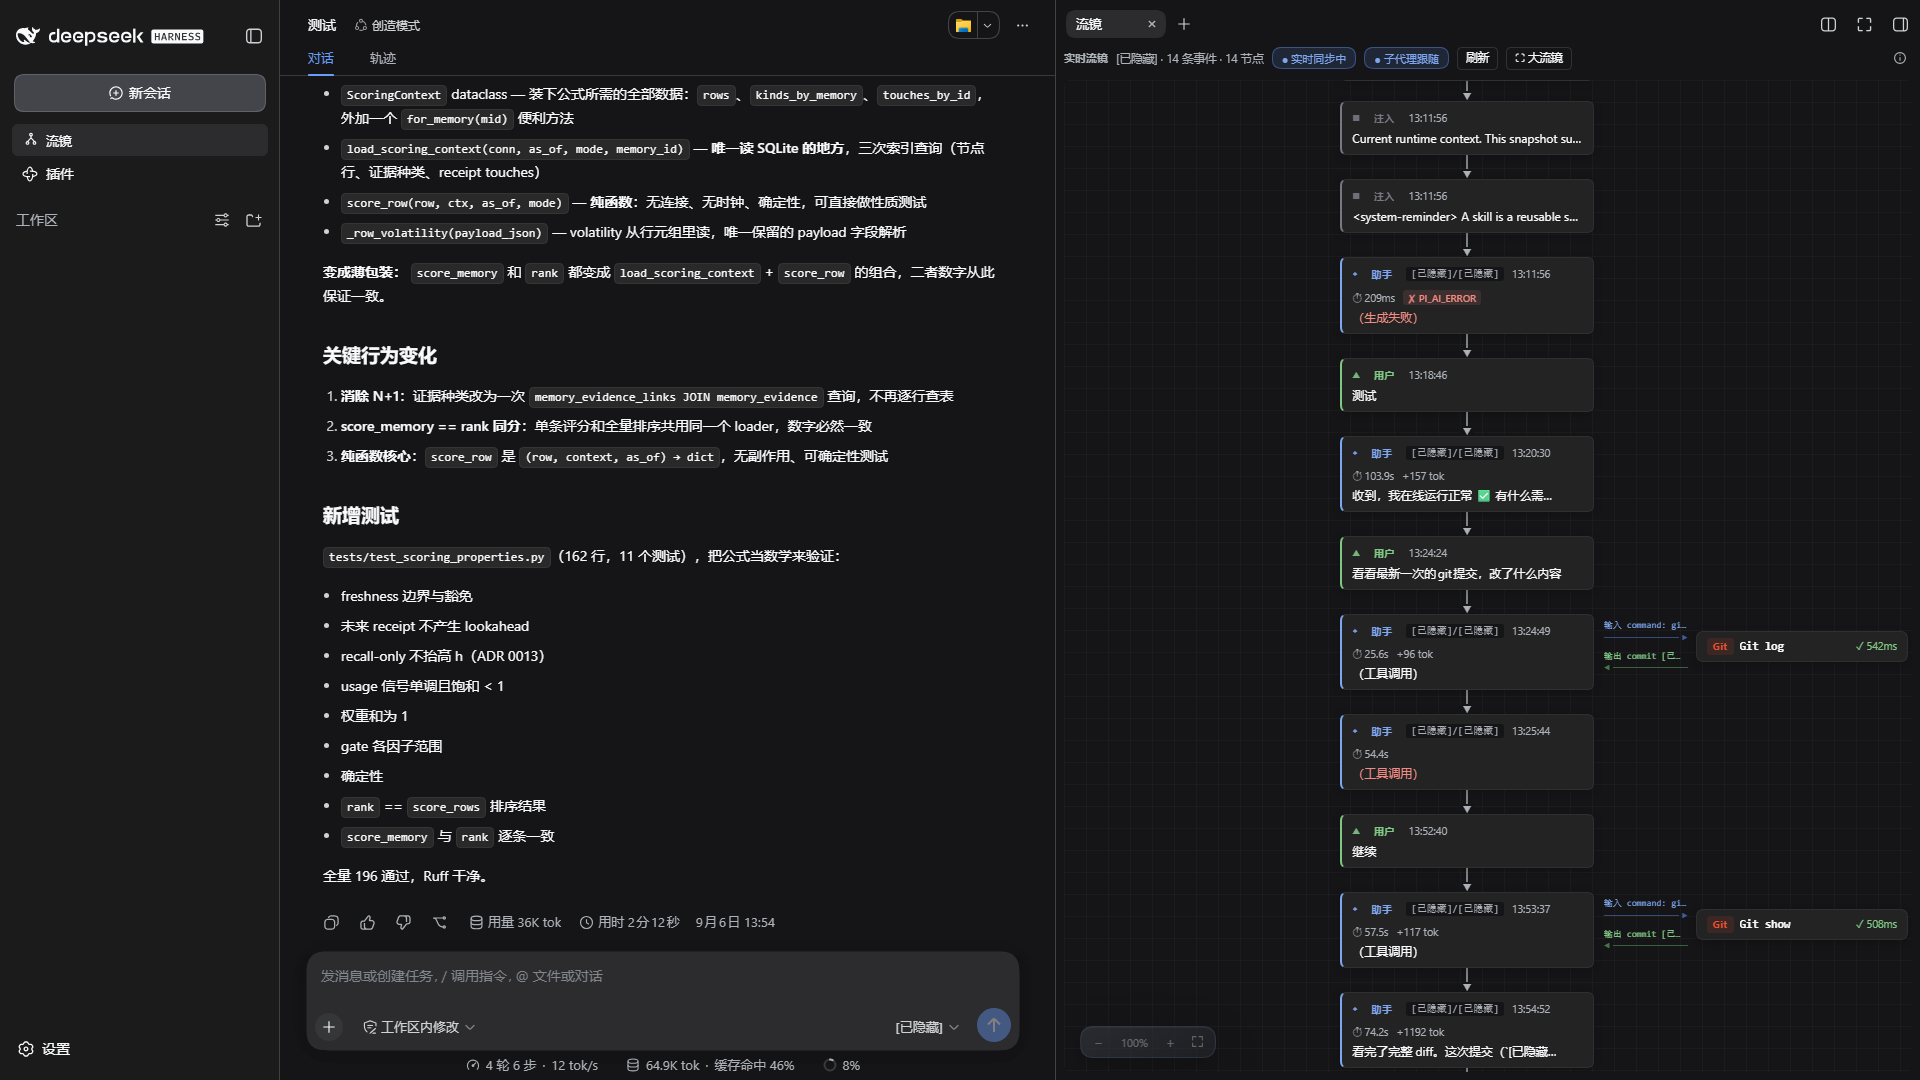 deepseek HARNESS
新会话
流镜
插件
工作区
设置
测试 创造模式
对话 轨迹
ScoringContext dataclass — 装下公式所需的全部数据：rows、kinds_by_memory、touches_by_id，
外加一个 for_memory(mid) 便利方法
load_scoring_context(conn, as_of, mode, memory_id) — 唯一读 SQLite 的地方，三次索引查询（节点
行、证据种类、receipt touches）
score_row(row, ctx, as_of, mode) — 纯函数：无连接、无时钟、确定性，可直接做性质测试
_row_volatility(payload_json) — volatility 从行元组里读，唯一保留的 payload 字段解析
变成薄包装： score_memory 和 rank 都变成 load_scoring_context + score_row 的组合，二者数字从此
保证一致。
关键行为变化
1. 消除 N+1：证据种类改为一次 memory_evidence_links JOIN memory_evidence 查询，不再逐行查表
2. score_memory == rank 同分：单条评分和全量排序共用同一个 loader，数字必然一致
3. 纯函数核心：score_row 是 (row, context, as_of) → dict，无副作用、可确定性测试
新增测试
tests/test_scoring_properties.py（162 行，11 个测试），把公式当数学来验证：
freshness 边界与豁免
未来 receipt 不产生 lookahead
recall-only 不抬高 h（ADR 0013）
usage 信号单调且饱和 < 1
权重和为 1
gate 各因子范围
确定性
rank == score_rows 排序结果
score_memory 与 rank 逐条一致
全量 196 通过，Ruff 干净。
用量 36K tok 用时 2分12秒 9月6日 13:54
发消息或创建任务，/ 调用指令，@ 文件或对话
工作区内修改 [已隐藏]
4 轮 6 步 · 12 tok/s 64.9K tok · 缓存命中 46% 8%
流镜
实时流镜 [已隐藏] · 14 条事件 · 14 节点 实时同步中 子代理跟随 刷新 大流镜
注入 13:11:56
Current runtime context. This snapshot su...
注入 13:11:56
<system-reminder> A skill is a reusable s...
助手 [已隐藏]/[已隐藏] 13:11:56
209ms ✗ PI_AI_ERROR
（生成失败）
用户 13:18:46
测试
助手 [已隐藏]/[已隐藏] 13:20:30
103.9s +157 tok
收到，我在线运行正常 ✅ 有什么需...
用户 13:24:24
看看最新一次的git提交，改了什么内容
助手 [已隐藏]/[已隐藏] 13:24:49
25.6s +96 tok
（工具调用）
输入 command: gi…
输出 commit [已…
Git Git log ✓ 542ms
助手 [已隐藏]/[已隐藏] 13:25:44
54.4s
（工具调用）
用户 13:52:40
继续
助手 [已隐藏]/[已隐藏] 13:53:37
57.5s +117 tok
（工具调用）
输入 command: gi…
输出 commit [已…
Git Git show ✓ 508ms
助手 [已隐藏]/[已隐藏] 13:54:52
74.2s +1192 tok
看完了完整 diff。这次提交（`[已隐藏...
− 100% +